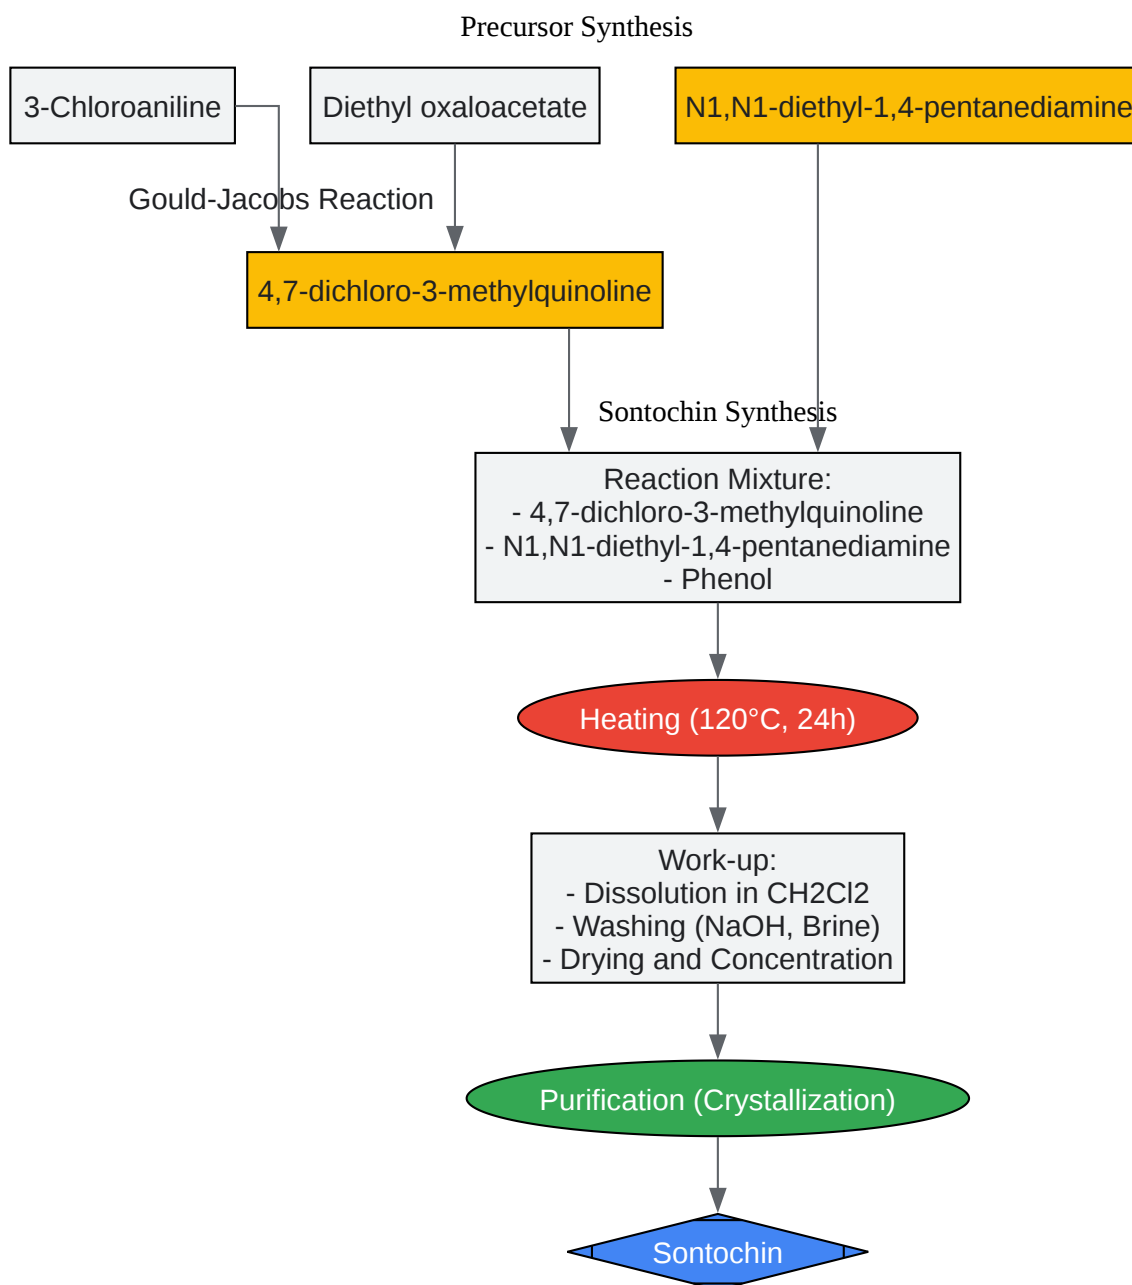 Precursor Synthesis
3-Chloroaniline
Diethyl oxaloacetate
N1,N1-diethyl-1,4-pentanediamine
Gould-Jacobs Reaction
4,7-dichloro-3-methylquinoline
Sontochin Synthesis
Reaction Mixture:
- 4,7-dichloro-3-methylquinoline
- N1,N1-diethyl-1,4-pentanediamine
- Phenol
Heating (120°C, 24h)
Work-up:
- Dissolution in CH2Cl2
- Washing (NaOH, Brine)
- Drying and Concentration
Purification (Crystallization)
Sontochin